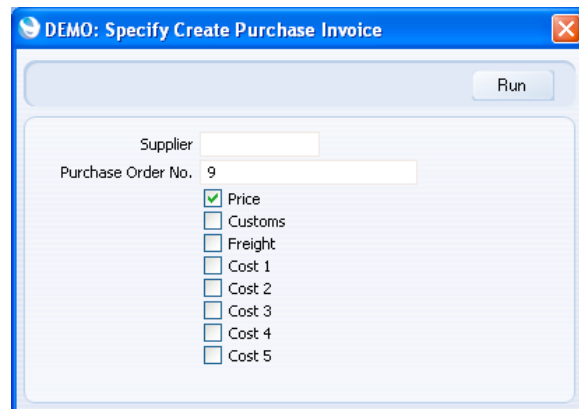 DEMO: Specify Create Purchase Invoice
Run
Supplier
Purchase Order No. 9
Price
Customs
Freight
Cost 1
Cost 2
Cost 3
Cost 4
Cost 5